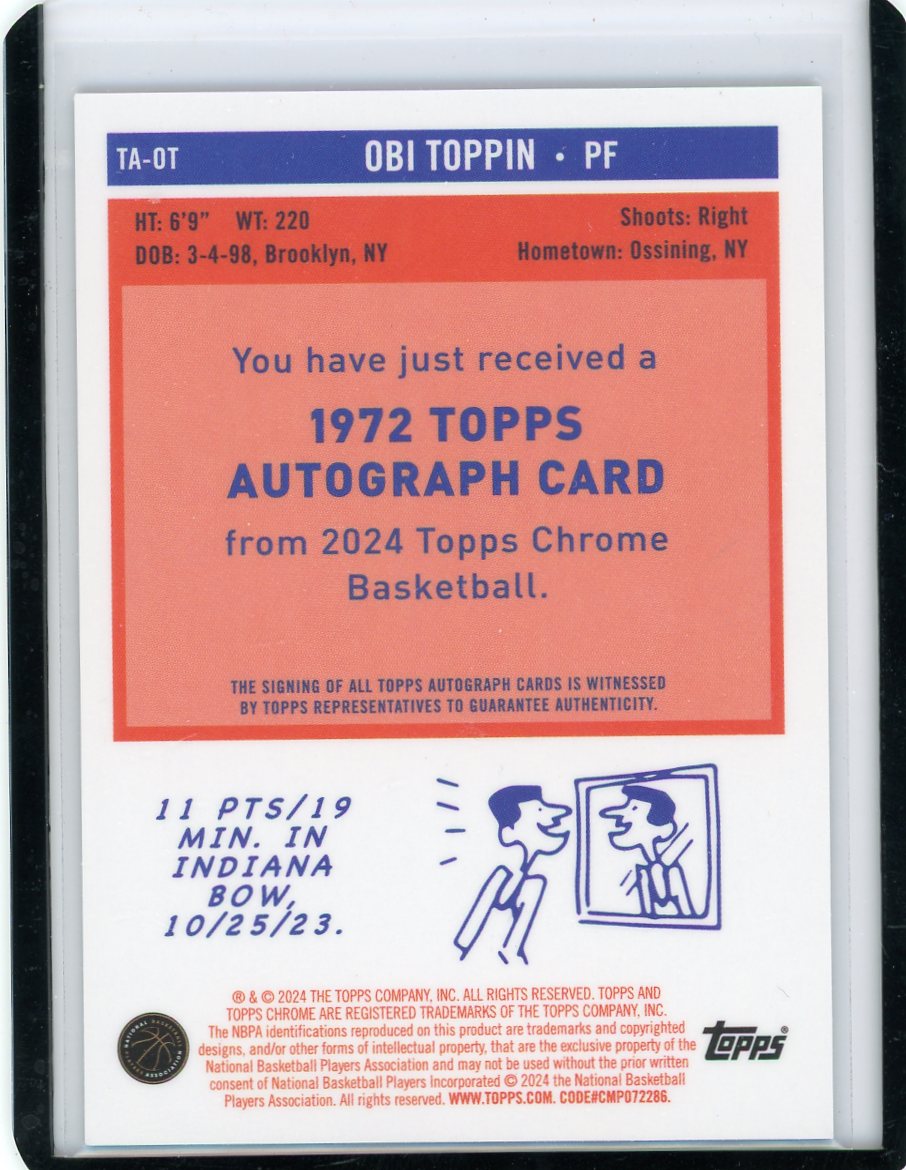 TA-OT OBI TOPPIN • PF
HT: 6'9" WT: 220 Shoots: Right
DOB: 3-4-98, Brooklyn, NY Hometown: Ossining, NY
You have just received a
1972 TOPPS
AUTOGRAPH CARD
from 2024 Topps Chrome
Basketball.
THE SIGNING OF ALL TOPPS AUTOGRAPH CARDS IS WITNESSED
BY TOPPS REPRESENTATIVES TO GUARANTEE AUTHENTICITY.
11 PTS/19
MIN. IN
INDIANA
BOW,
10/25/23.
® & © 2024 THE TOPPS COMPANY, INC. ALL RIGHTS RESERVED. TOPPS AND
TOPPS CHROME ARE REGISTERED TRADEMARKS OF THE TOPPS COMPANY, INC.
The NBPA identifications reproduced on this product are trademarks and copyrighted
designs, and/or other forms of intellectual property, that are the exclusive property of the
National Basketball Players Association and may not be used without the prior written
consent of National Basketball Players Incorporated © 2024 the National Basketball
Players Association. All rights reserved. WWW.TOPPS.COM. CODE#CMP072286.
NATIONAL BASKETBALL PLAYERS ASSOCIATION
topps®